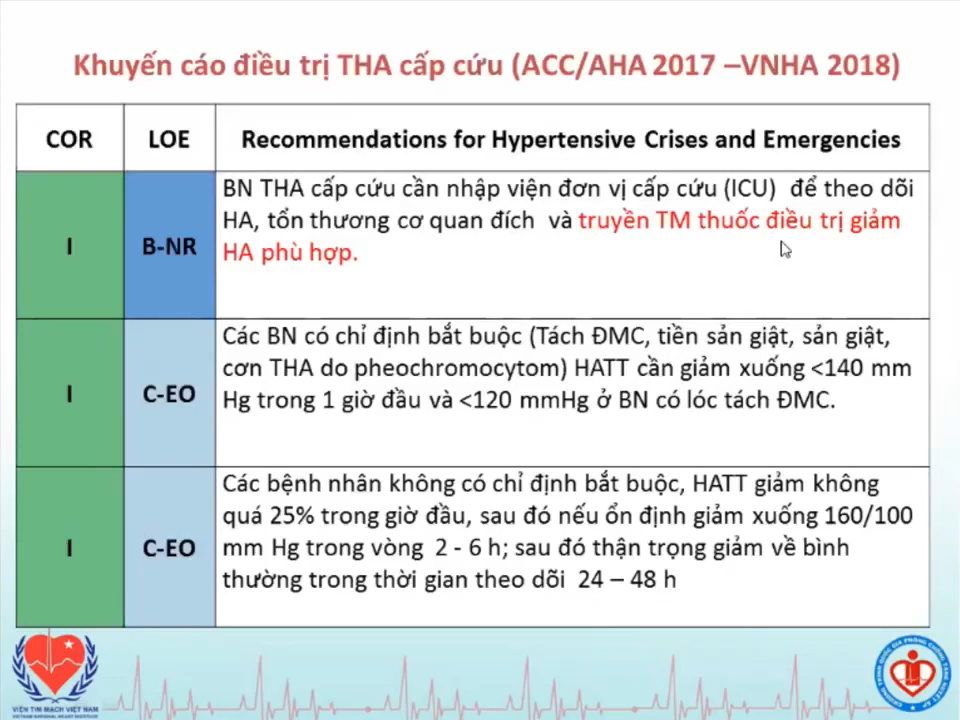 Khuyến cáo điều trị THA cấp cứu (ACC/AHA 2017 –VNHA 2018)
COR LOE Recommendations for Hypertensive Crises and Emergencies
I B-NR
BN THA cấp cứu cần nhập viện đơn vị cấp cứu (ICU) để theo dõi
HA, tổn thương cơ quan đích và truyền TM thuốc điều trị giảm
HA phù hợp.
I C-EO
Các BN có chỉ định bắt buộc (Tách ĐMC, tiền sản giật, sản giật,
cơn THA do pheochromocytom) HATT cần giảm xuống <140 mm
Hg trong 1 giờ đầu và <120 mmHg ở BN có lóc tách ĐMC.
I C-EO
Các bệnh nhân không có chỉ định bắt buộc, HATT giảm không
quá 25% trong giờ đầu, sau đó nếu ổn định giảm xuống 160/100
mm Hg trong vòng 2 - 6 h; sau đó thận trọng giảm về bình
thường trong thời gian theo dõi 24 – 48 h
VIỆN TIM MẠCH VIỆT NAM
VIETNAM NATIONAL HEART INSTITUTE